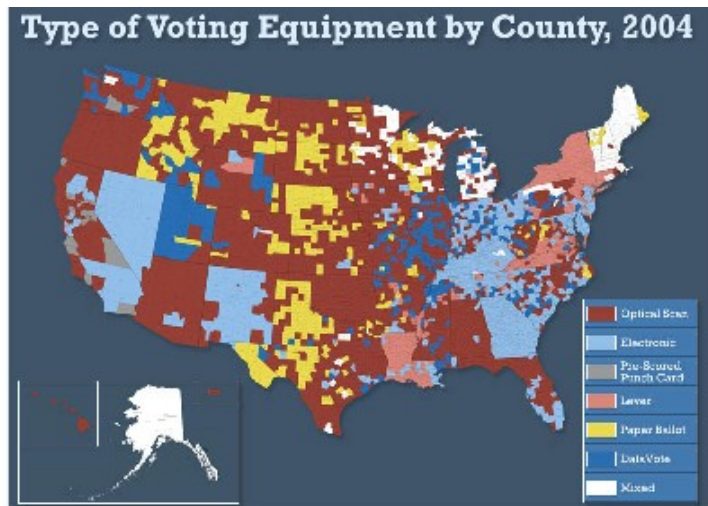 Type of Voting Equipment by County, 2004
Optical Scan
Electronic
Pre-Scored
Punch Card
Lever
Paper Ballot
DataVote
Mixed